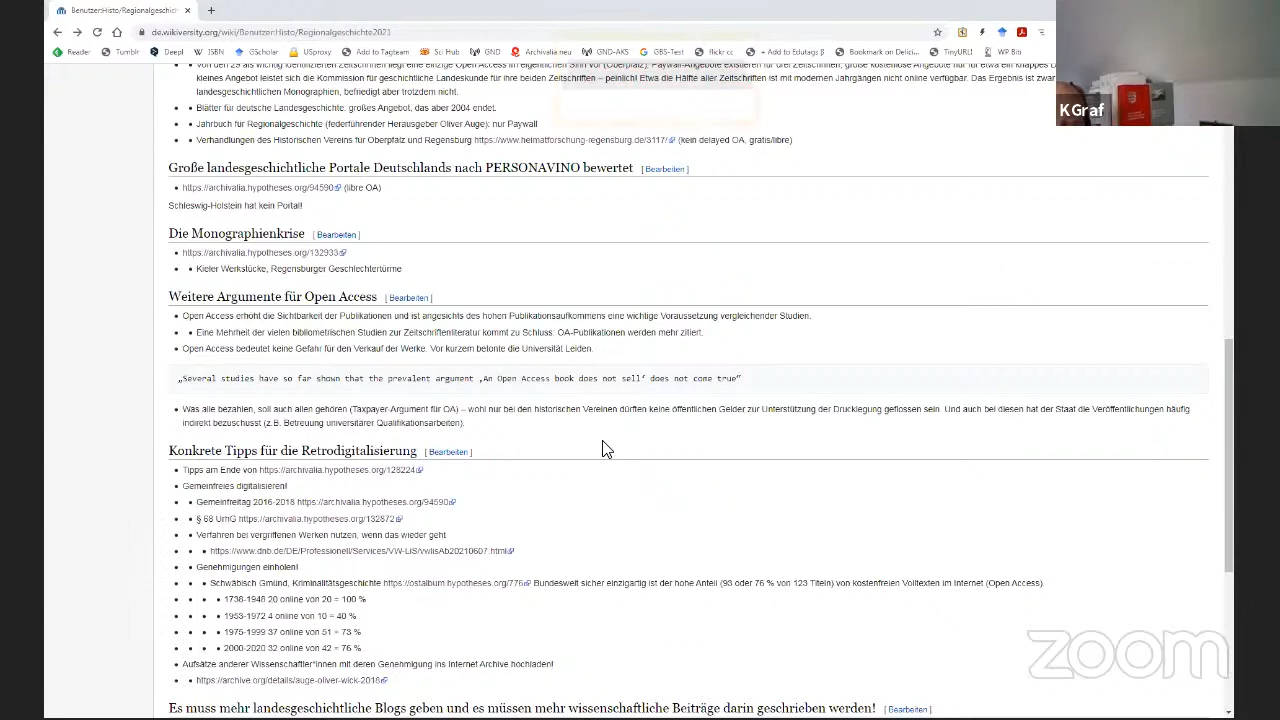 Benutzer:Histo/Regionalgeschich
de.wikiversity.org/wiki/Benutzer:Histo/Regionalgeschichte2021
Reader Tumblr Deepl ISBN GScholar USproxy Add to Taqteam Sci Hub GND Archivalia neu GND-AKS GBS-Test Flickr cc + Add to Edutags β Bookmark on Delici... TinyURL! WP Bib
KGraf
Von den 29 als wichtig identifizierten Zeitschriften liegt eine einzige Open Access im eigentlichen Sinn vor (Oberpfalz), Paywall-Angebote existieren für drei Zeitschriften, große kostenlose Angebote nur für etwa ein knappes D
kleines Angebot leistet sich die Kommission für geschichtliche Landeskunde für ihre beiden Zeitschriften – peinlich! Etwa die Hälfte aller Zeitschriften ist mit modernen Jahrgängen nicht online verfügbar. Das Ergebnis ist zwar
landesgeschichtlichen Monographien, befriedigt aber trotzdem nicht.
Blätter für deutsche Landesgeschichte: großes Angebot, das aber 2004 endet.
Jahrbuch für Regionalgeschichte (federführender Herausgeber Oliver Auge): nur Paywall
Verhandlungen des Historischen Vereins für Oberpfalz und Regensburg https://www.heimatforschung-regensburg.de/3117/ (kein delayed OA, gratis/libre)
Große landesgeschichtliche Portale Deutschlands nach PERSONAVINO bewertet [ Bearbeiten ]
https://archivalia.hypotheses.org/94590 (libre OA)
Schleswig-Holstein hat kein Portal!
Die Monographienkrise [ Bearbeiten ]
https://archivalia.hypotheses.org/132933
Kieler Werkstücke, Regensburger Geschlechtertürme
Weitere Argumente für Open Access [ Bearbeiten ]
Open Access erhöht die Sichtbarkeit der Publikationen und ist angesichts des hohen Publikationsaufkommens eine wichtige Voraussetzung vergleichender Studien.
Eine Mehrheit der vielen bibliometrischen Studien zur Zeitschriftenliteratur kommt zu Schluss: OA-Publikationen werden mehr zitiert.
Open Access bedeutet keine Gefahr für den Verkauf der Werke. Vor kurzem betonte die Universität Leiden.
„Several studies have so far shown that the prevalent argument ‚An Open Access book does not sell‘ does not come true“
Was alle bezahlen, soll auch allen gehören (Taxpayer-Argument für OA) – wohl nur bei den historischen Vereinen dürften keine öffentlichen Gelder zur Unterstützung der Drucklegung geflossen sein. Und auch bei diesen hat der Staat die Veröffentlichungen häufig
indirekt bezuschusst (z.B. Betreuung universitärer Qualifikationsarbeiten).
Konkrete Tipps für die Retrodigitalisierung [ Bearbeiten ]
Tipps am Ende von https://archivalia.hypotheses.org/128224
Gemeinfreies digitalisieren!
Gemeinfreitag 2016-2018 https://archivalia.hypotheses.org/94590
§ 68 UrhG https://archivalia.hypotheses.org/132872
Verfahren bei vergriffenen Werken nutzen, wenn das wieder geht
https://www.dnb.de/DE/Professionell/Services/VW-LiS/vwlisAb20210607.html
Genehmigungen einholen!
Schwäbisch Gmünd, Kriminalitätsgeschichte https://ostalbum.hypotheses.org/776 Bundesweit sicher einzigartig ist der hohe Anteil (93 oder 76 % von 123 Titeln) von kostenfreien Volltexten im Internet (Open Access).
1738-1948 20 online von 20 = 100 %
1953-1972 4 online von 10 = 40 %
1975-1999 37 online von 51 = 73 %
2000-2020 32 online von 42 = 76 %
Aufsätze anderer Wissenschaftler*innen mit deren Genehmigung ins Internet Archive hochladen!
https://archive.org/details/auge-oliver-wick-2016
zoom
Es muss mehr landesgeschichtliche Blogs geben und es müssen mehr wissenschaftliche Beiträge darin geschrieben werden! [ Bearbeiten ]